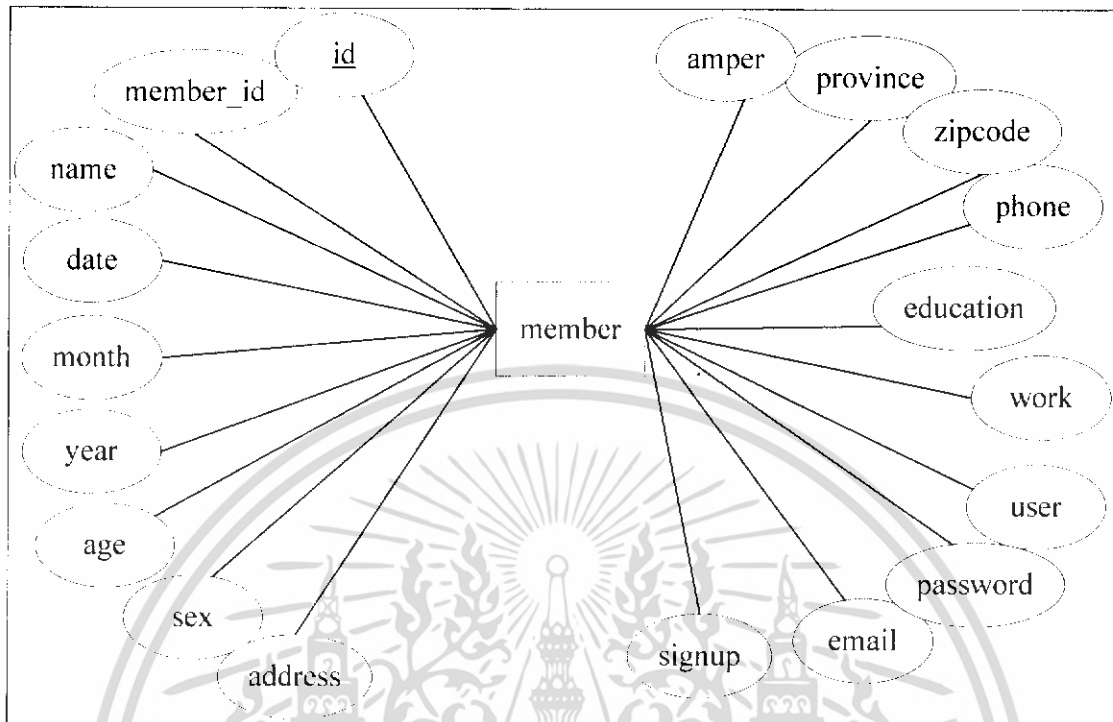 id
member_id
name
date
month
year
age
sex
address
member
amper
province
zipcode
phone
education
work
user
password
email
signup